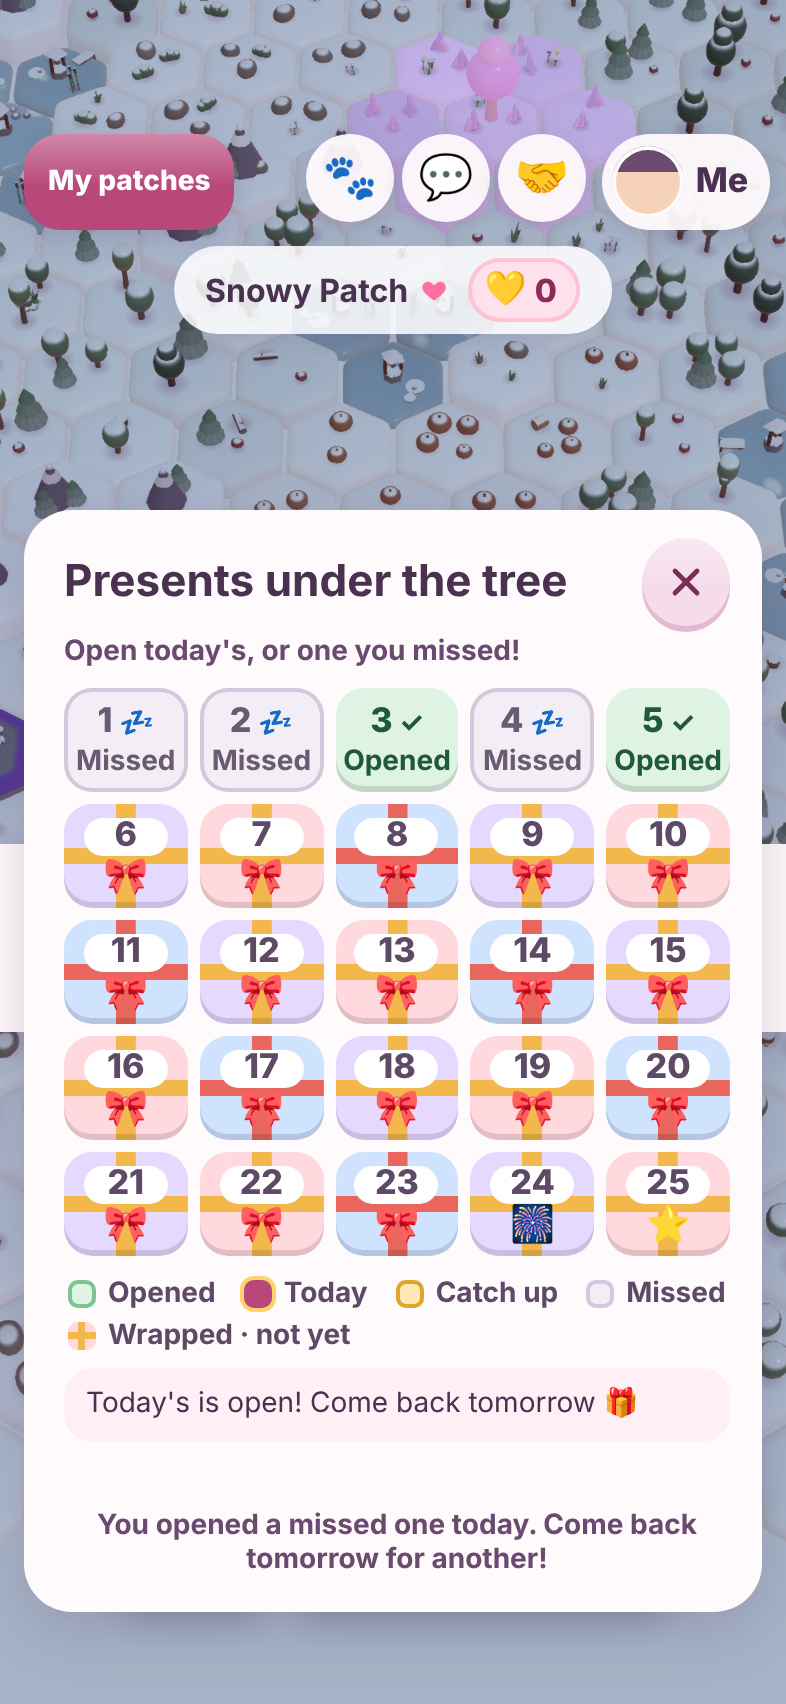 My patches
💬
Me
Snowy Patch
0
Presents under the tree
Open today's, or one you missed!
1 💤 2 💤 3 ✓ 4 💤 5 ✓
Missed Missed Opened Missed Opened
6 7 8 9 10
11 12 13 14 15
16 17 18 19 20
21 22 23 24 25
Opened Today Catch up Missed
Wrapped · not yet
Today's is open! Come back tomorrow 🎁
You opened a missed one today. Come back
tomorrow for another!